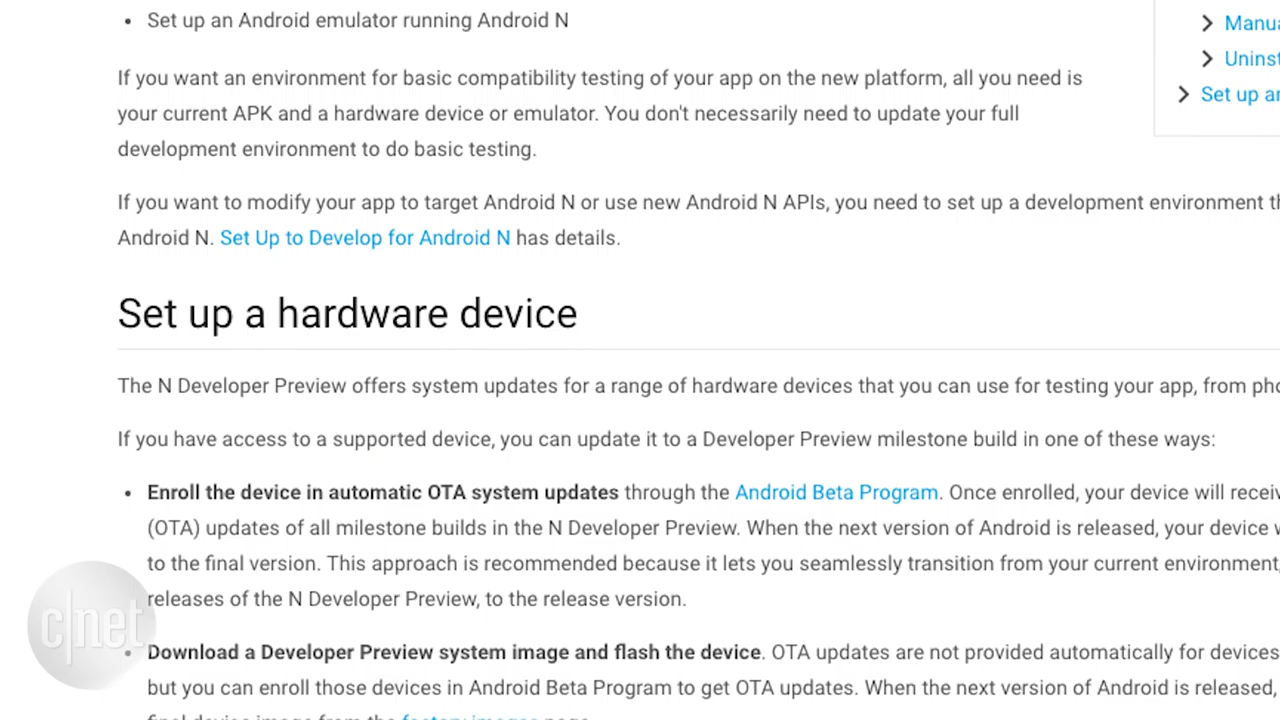 Set up an Android emulator running Android N
If you want an environment for basic compatibility testing of your app on the new platform, all you need is
your current APK and a hardware device or emulator. You don't necessarily need to update your full
development environment to do basic testing.
If you want to modify your app to target Android N or use new Android N APIs, you need to set up a development environment
Android N. Set Up to Develop for Android N has details.
Set up a hardware device
The N Developer Preview offers system updates for a range of hardware devices that you can use for testing your app, from
If you have access to a supported device, you can update it to a Developer Preview milestone build in one of these ways:
Enroll the device in automatic OTA system updates through the Android Beta Program. Once enrolled, your device will
(OTA) updates of all milestone builds in the N Developer Preview. When the next version of Android is released, your device
to the final version. This approach is recommended because it lets you seamlessly transition from your current environment,
releases of the N Developer Preview, to the release version.
Download a Developer Preview system image and flash the device. OTA updates are not provided automatically for devices
but you can enroll those devices in Android Beta Program to get OTA updates. When the next version of Android is released,
final device image from the factory images page
Set up
c|net